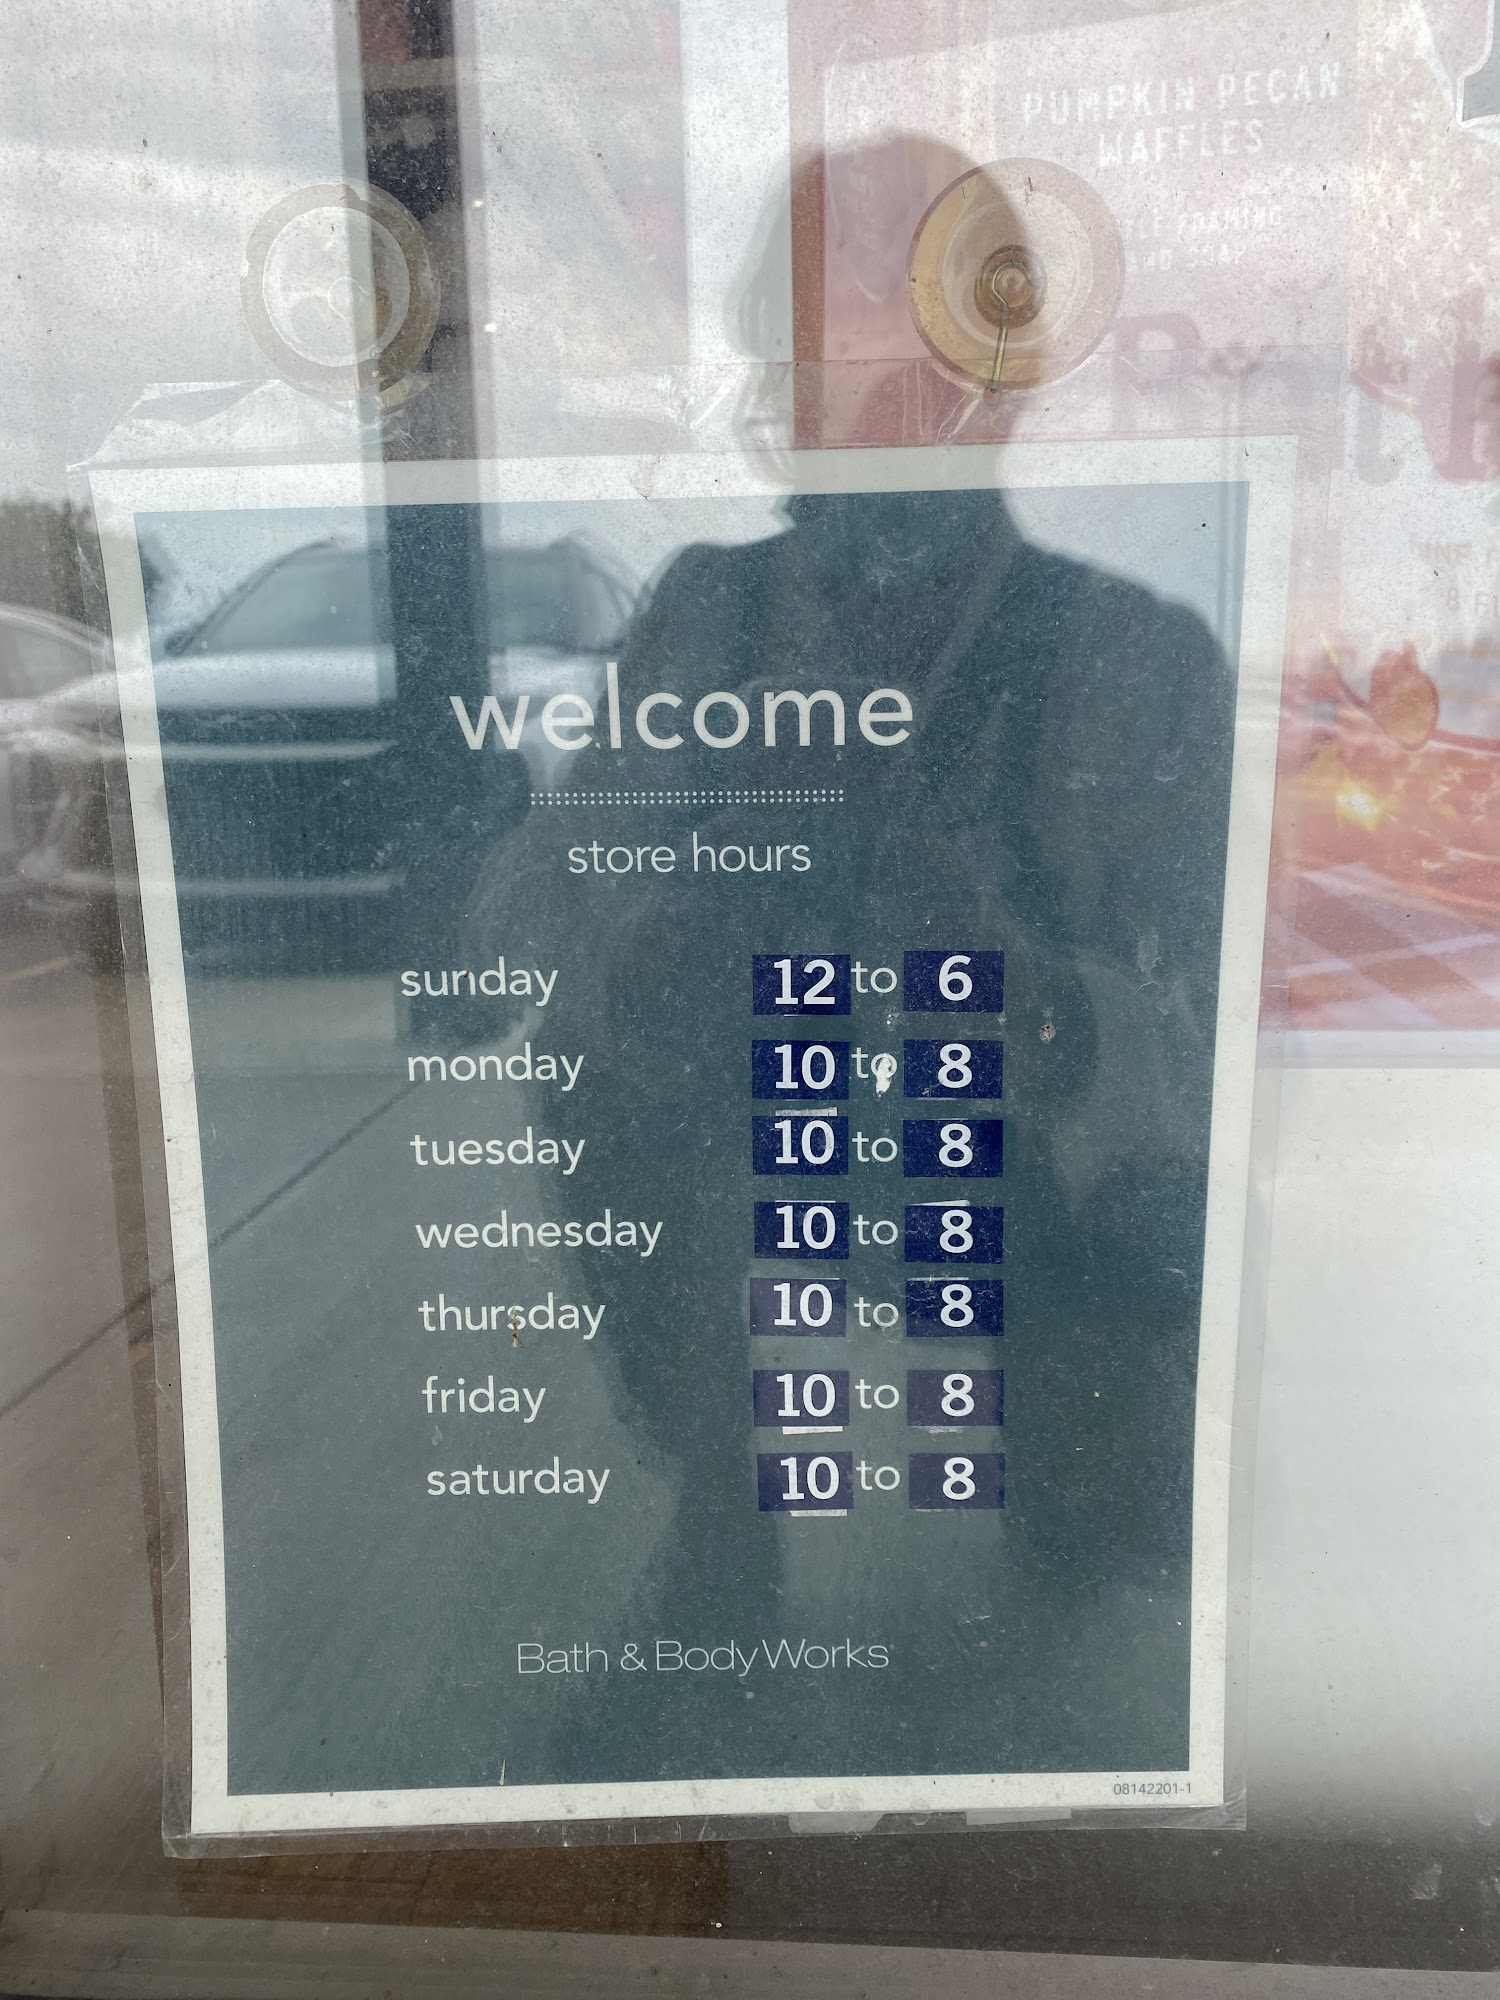 PUMPKIN PECAN
WAFFLES
FOAMING
welcome
store hours
sunday 12 to 6
monday 10 to 8
tuesday 10 to 8
wednesday 10 to 8
thursday 10 to 8
friday 10 to 8
saturday 10 to 8
Bath & Body Works
08142201-1